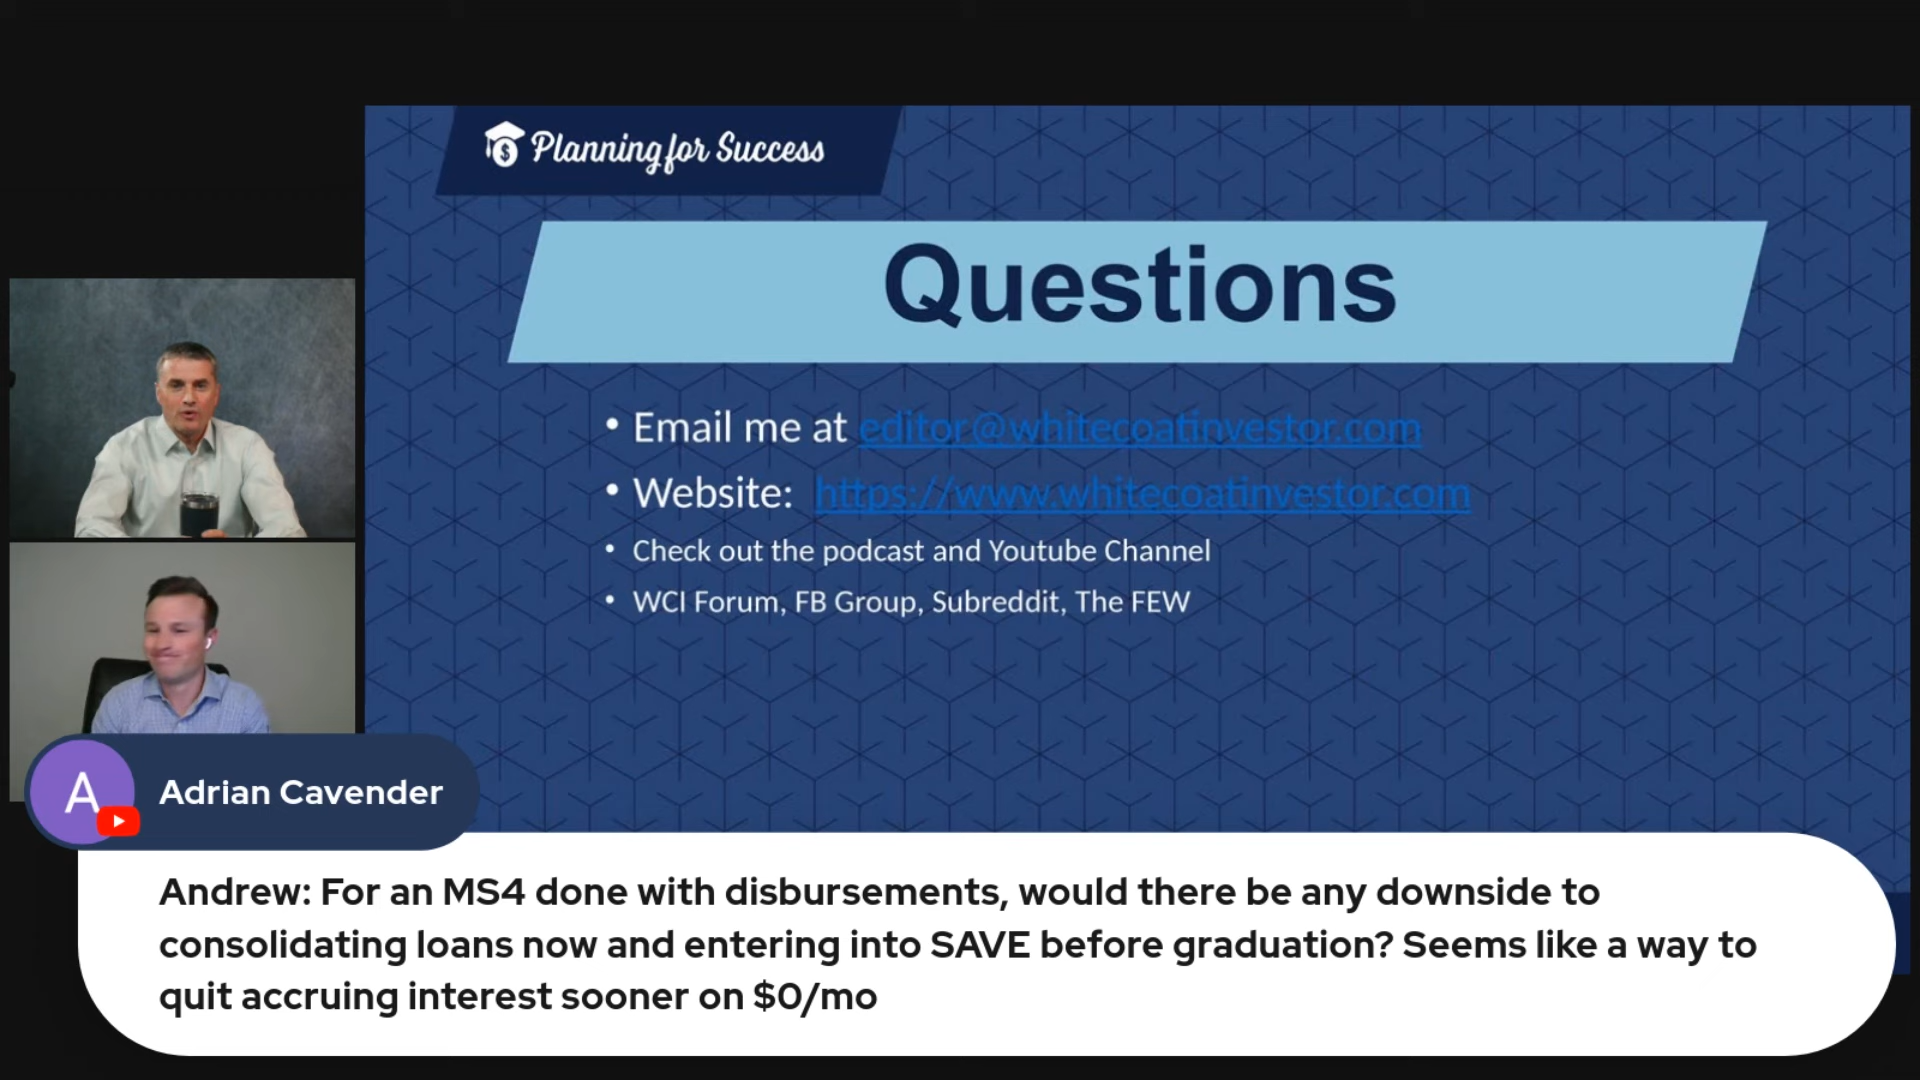 Planning for Success
Questions
• Email me at editor@whitecoatinvestor.com
• Website: https://www.whitecoatinvestor.com
• Check out the podcast and Youtube Channel
• WCI Forum, FB Group, Subreddit, The FEW
A
Adrian Cavender
Andrew: For an MS4 done with disbursements, would there be any downside to
consolidating loans now and entering into SAVE before graduation? Seems like a way to
quit accruing interest sooner on $0/mo